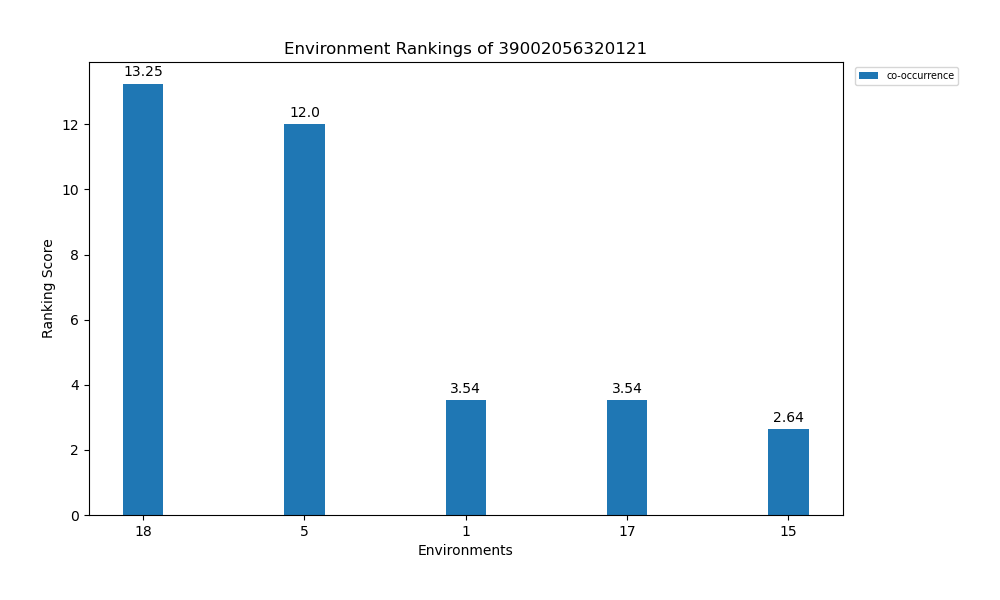 Environment Rankings of 39002056320121
co-occurrence
13.25
12.0
3.54
3.54
2.64
Ranking Score
12
10
8
6
4
2
0
18 5 1 17 15
Environments